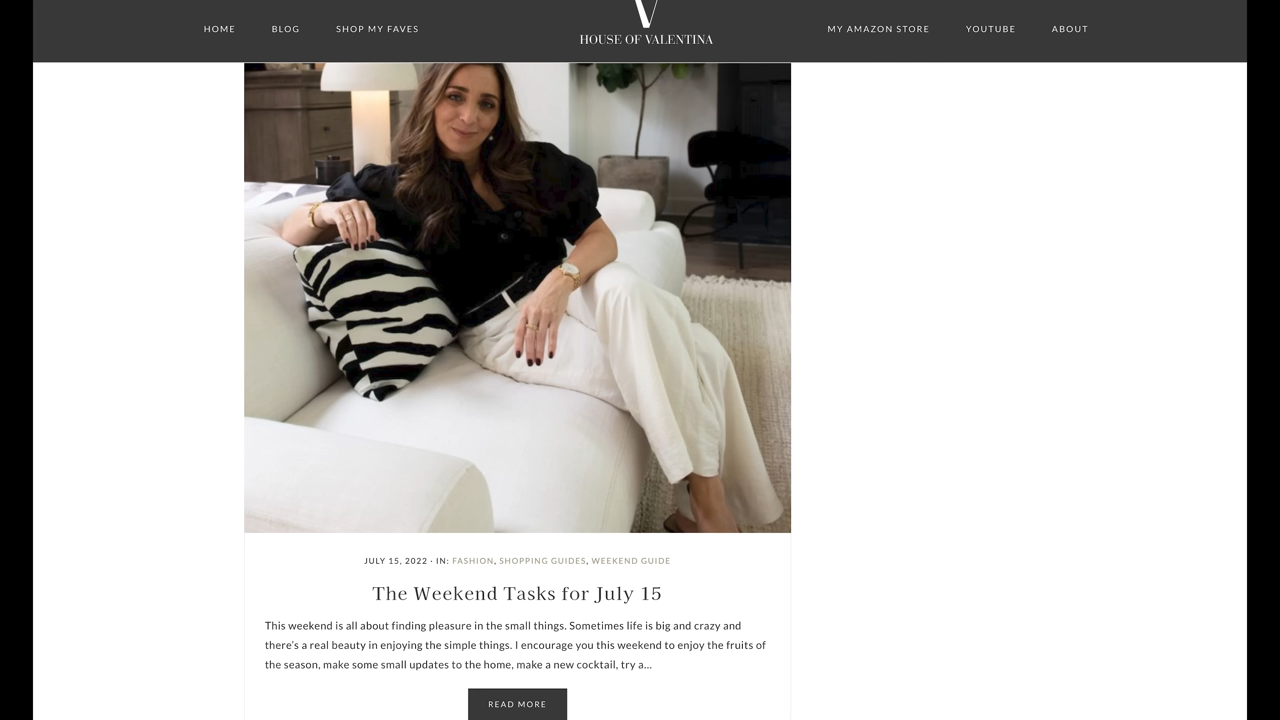 HOME BLOG SHOP MY FAVES
V
HOUSE OF VALENTINA
MY AMAZON STORE YOUTUBE ABOUT
JULY 15, 2022 · IN: FASHION, SHOPPING GUIDES, WEEKEND GUIDE
The Weekend Tasks for July 15
This weekend is all about finding pleasure in the small things. Sometimes life is big and crazy and
there's a real beauty in enjoying the simple things. I encourage you this weekend to enjoy the fruits of
the season, make some small updates to the home, make a new cocktail, try a...
READ MORE